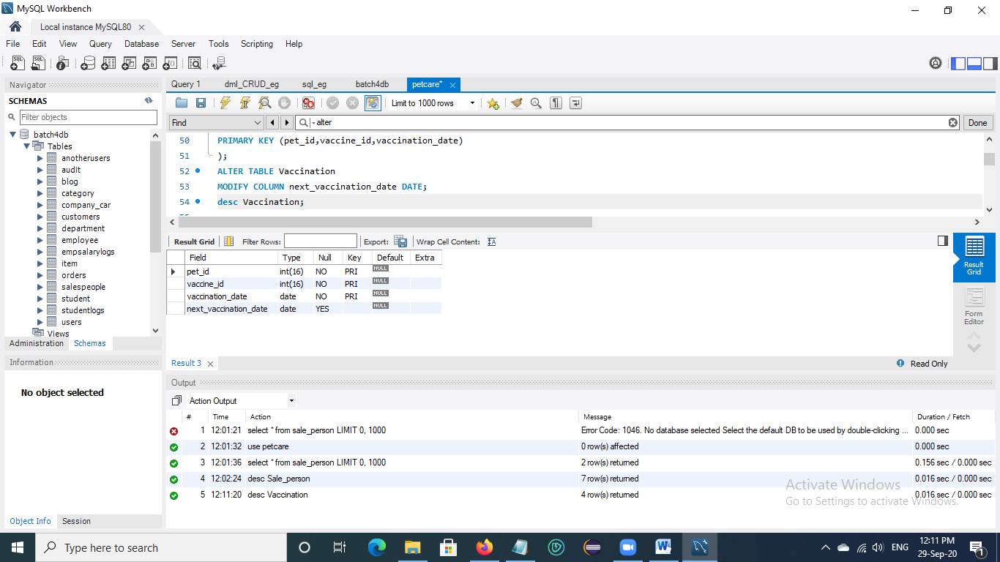 MySQL Workbench
Local instance MySQL80
File Edit View Query Database Server Tools Scripting Help
Navigator
SCHEMAS
Filter objects
batch4db
Tables
anotherusers
audit
blog
category
company_car
customers
department
employee
empsalarylogs
item
orders
salespeople
student
studentlogs
users
Views
Administration Schemas
Information
No object selected
Object Info Session
Query 1 dml_CRUD_eg sql_eg batch4db petcare*
Limit to 1000 rows
Find alter Done
50 PRIMARY KEY (pet_id,vaccine_id,vaccination_date)
51 );
52 ALTER TABLE Vaccination
53 MODIFY COLUMN next_vaccination_date DATE;
54 desc Vaccination;
Result Grid Filter Rows: Export: Wrap Cell Content:
Field Type Null Key Default Extra
pet_id int(16) NO PRI NULL
vaccine_id int(16) NO PRI NULL
vaccination_date date NO PRI NULL
next_vaccination_date date YES NULL
Result Grid
Form Editor
Result 3 Read Only
Output
Action Output
# Time Action Message Duration / Fetch
1 12:01:21 select * from sale_person LIMIT 0, 1000 Error Code: 1046. No database selected Select the default DB to be used by double-clicking ... 0.000 sec
2 12:01:32 use petcare 0 row(s) affected 0.000 sec
3 12:01:36 select * from sale_person LIMIT 0, 1000 2 row(s) returned 0.156 sec / 0.000 sec
4 12:02:24 desc Sale_person 7 row(s) returned 0.016 sec / 0.000 sec
5 12:11:20 desc Vaccination 4 row(s) returned 0.016 sec / 0.000 sec
Activate Windows
Go to Settings to activate Windows.
Type here to search
ENG
12:11 PM
29-Sep-20
1